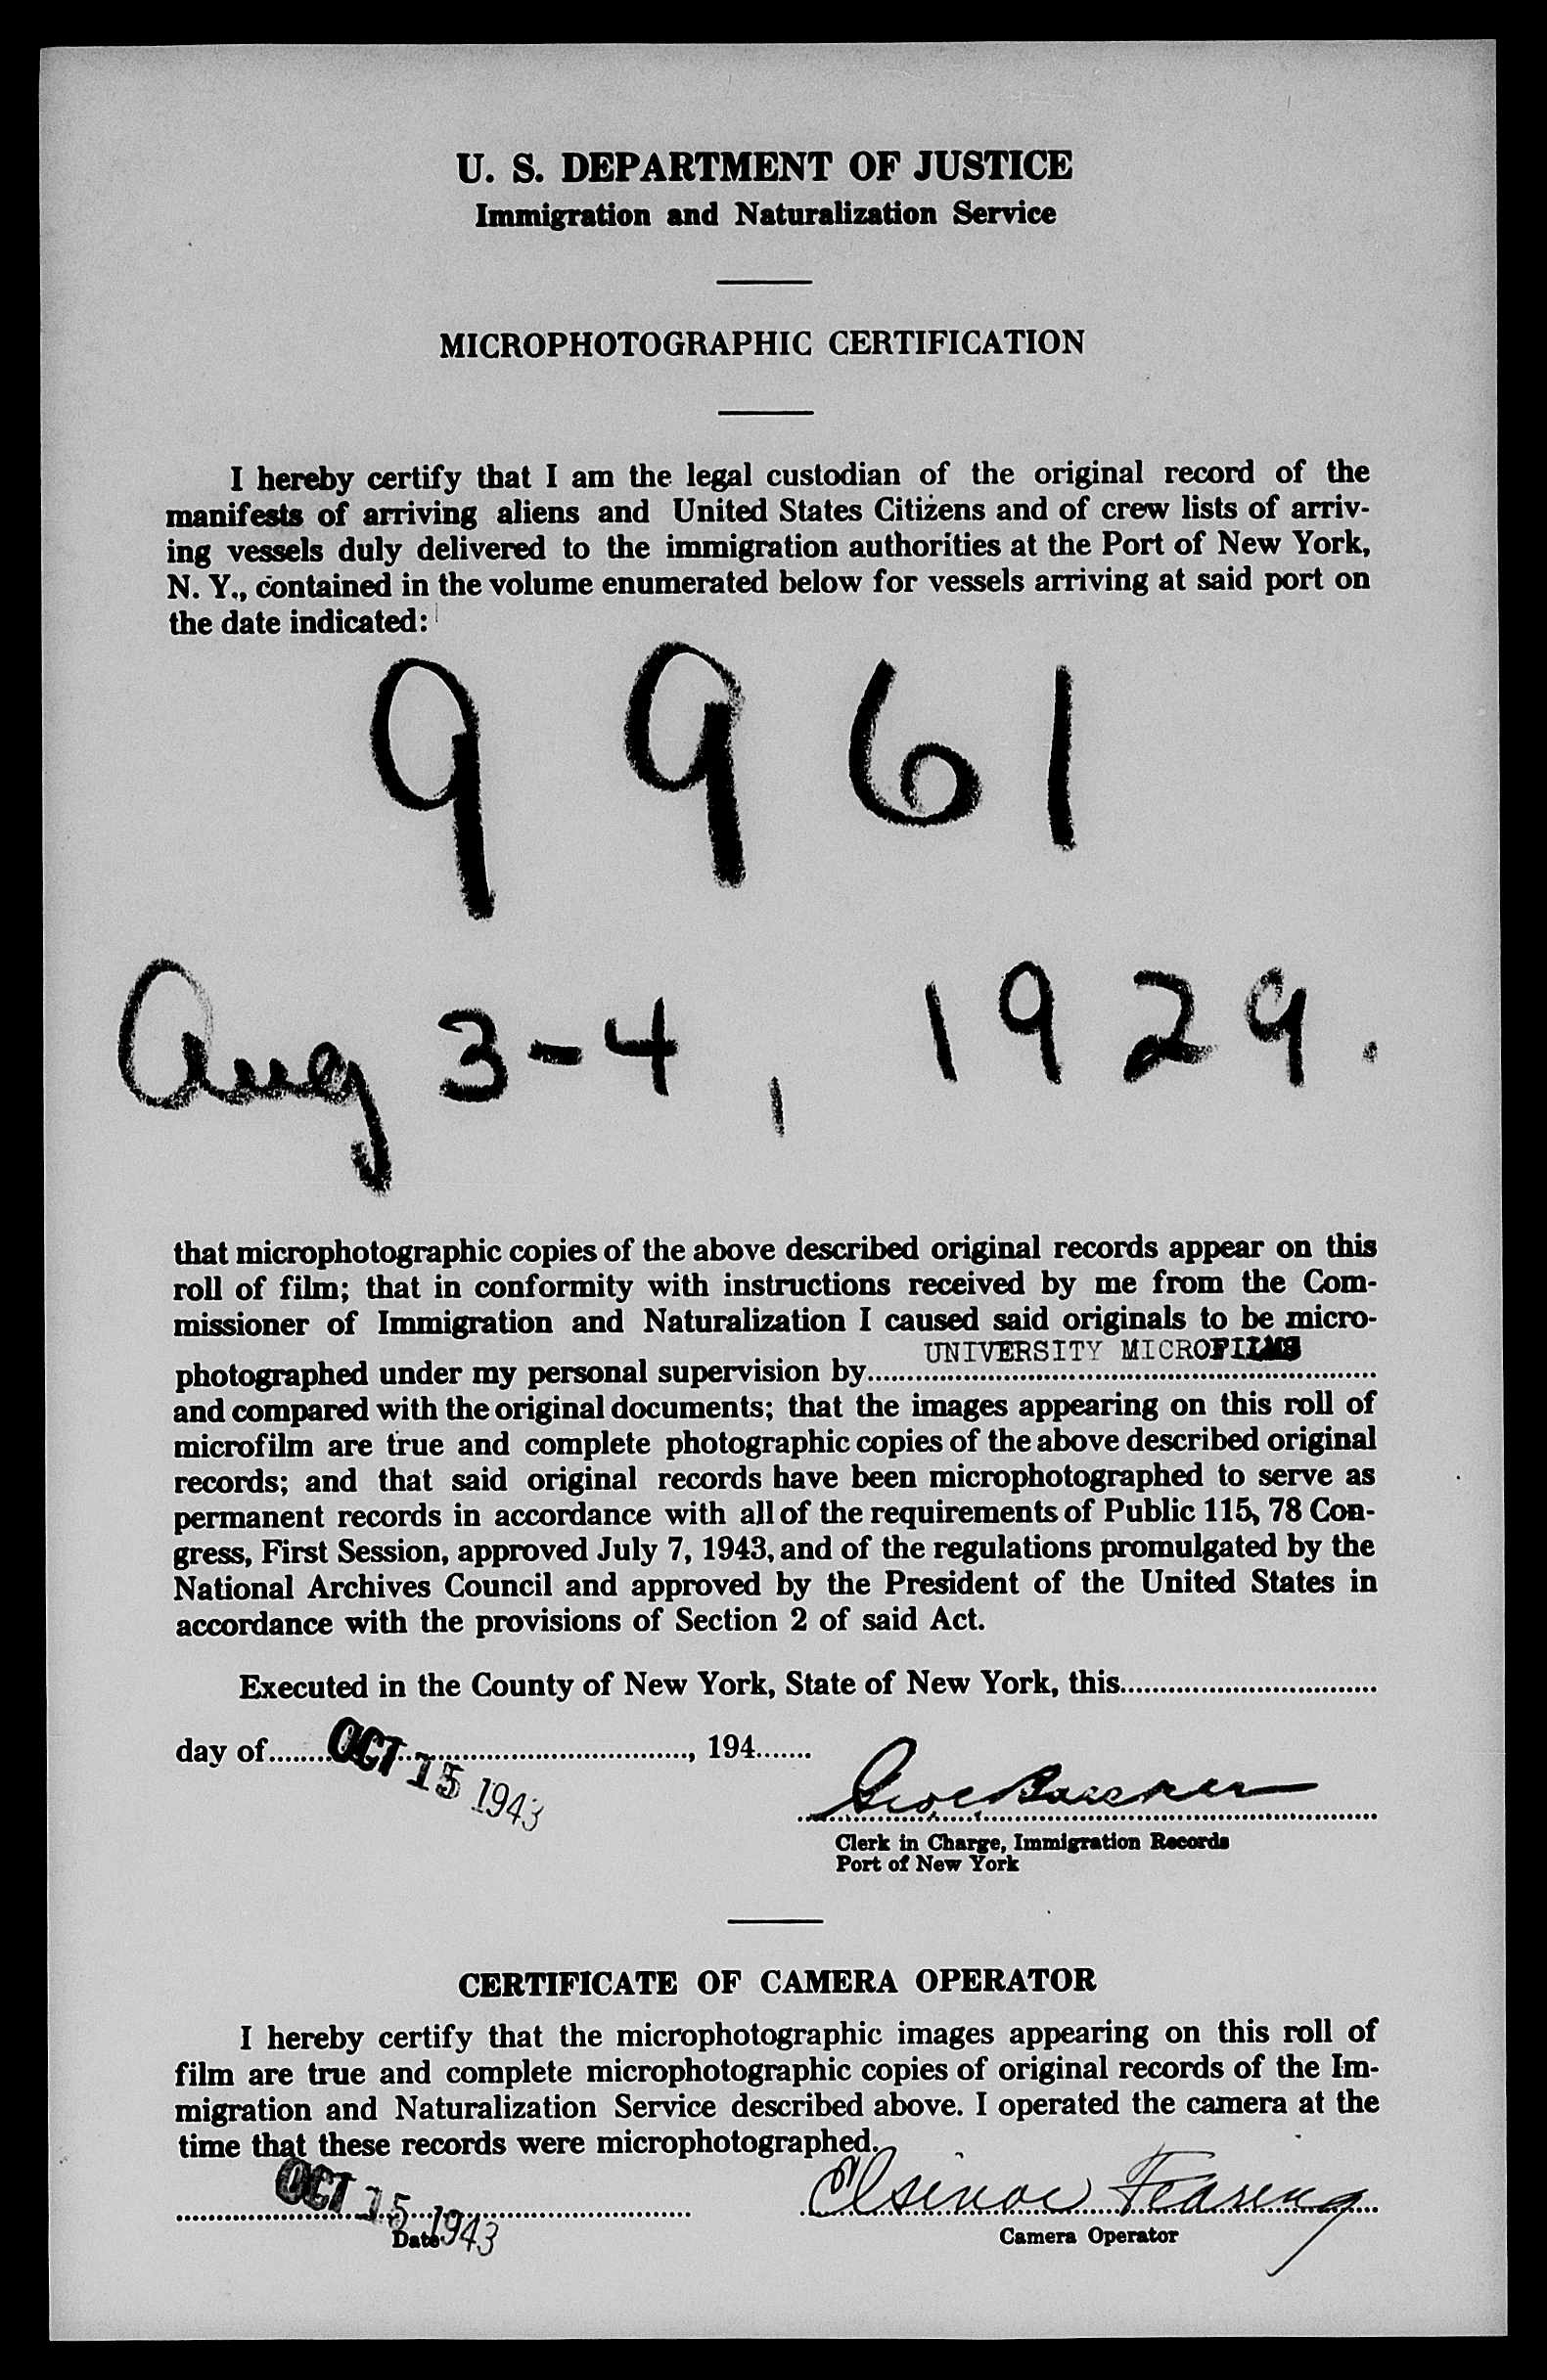 U. S. DEPARTMENT OF JUSTICE
Immigration and Naturalization Service
MICROPHOTOGRAPHIC CERTIFICATION
I hereby certify that I am the legal custodian of the original record of the
manifests of arriving aliens and United States Citizens and of crew lists of arriv-
ing vessels duly delivered to the immigration authorities at the Port of New York,
N. Y., contained in the volume enumerated below for vessels arriving at said port on
the date indicated:
9961
Aug 3-4, 1929.
that microphotographic copies of the above described original records appear on this
roll of film; that in conformity with instructions received by me from the Com-
missioner of Immigration and Naturalization I caused said originals to be micro-
photographed under my personal supervision by UNIVERSITY MICROFILMS
and compared with the original documents; that the images appearing on this roll of
microfilm are true and complete photographic copies of the above described original
records; and that said original records have been microphotographed to serve as
permanent records in accordance with all of the requirements of Public 115, 78 Con-
gress, First Session, approved July 7, 1943, and of the regulations promulgated by the
National Archives Council and approved by the President of the United States in
accordance with the provisions of Section 2 of said Act.
Executed in the County of New York, State of New York, this
day of OCT 15 1943, 194
Clerk in Charge, Immigration Records
Port of New York
CERTIFICATE OF CAMERA OPERATOR
I hereby certify that the microphotographic images appearing on this roll of
film are true and complete microphotographic copies of original records of the Im-
migration and Naturalization Service described above. I operated the camera at the
time that these records were microphotographed.
OCT 15 1943 Elsinoe Fearing
Date Camera Operator